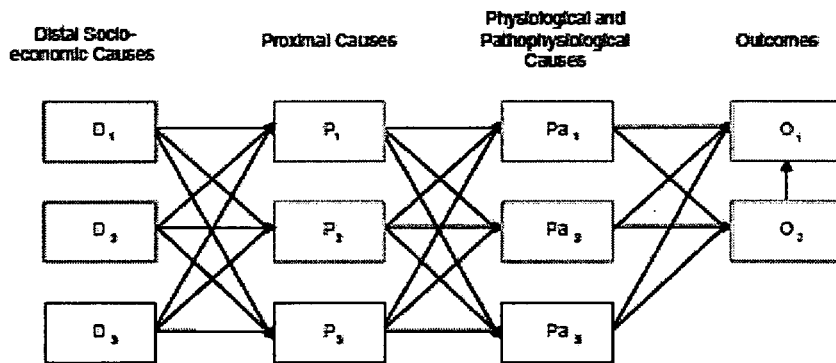 Distal Socio-
economic Causes
Proximal Causes
Physiological and
Pathophysiological
Causes
Outcomes
D₁
P₁
Pa₁
O₁
D₂
P₂
Pa₂
O₂
D₃
P₃
Pa₃